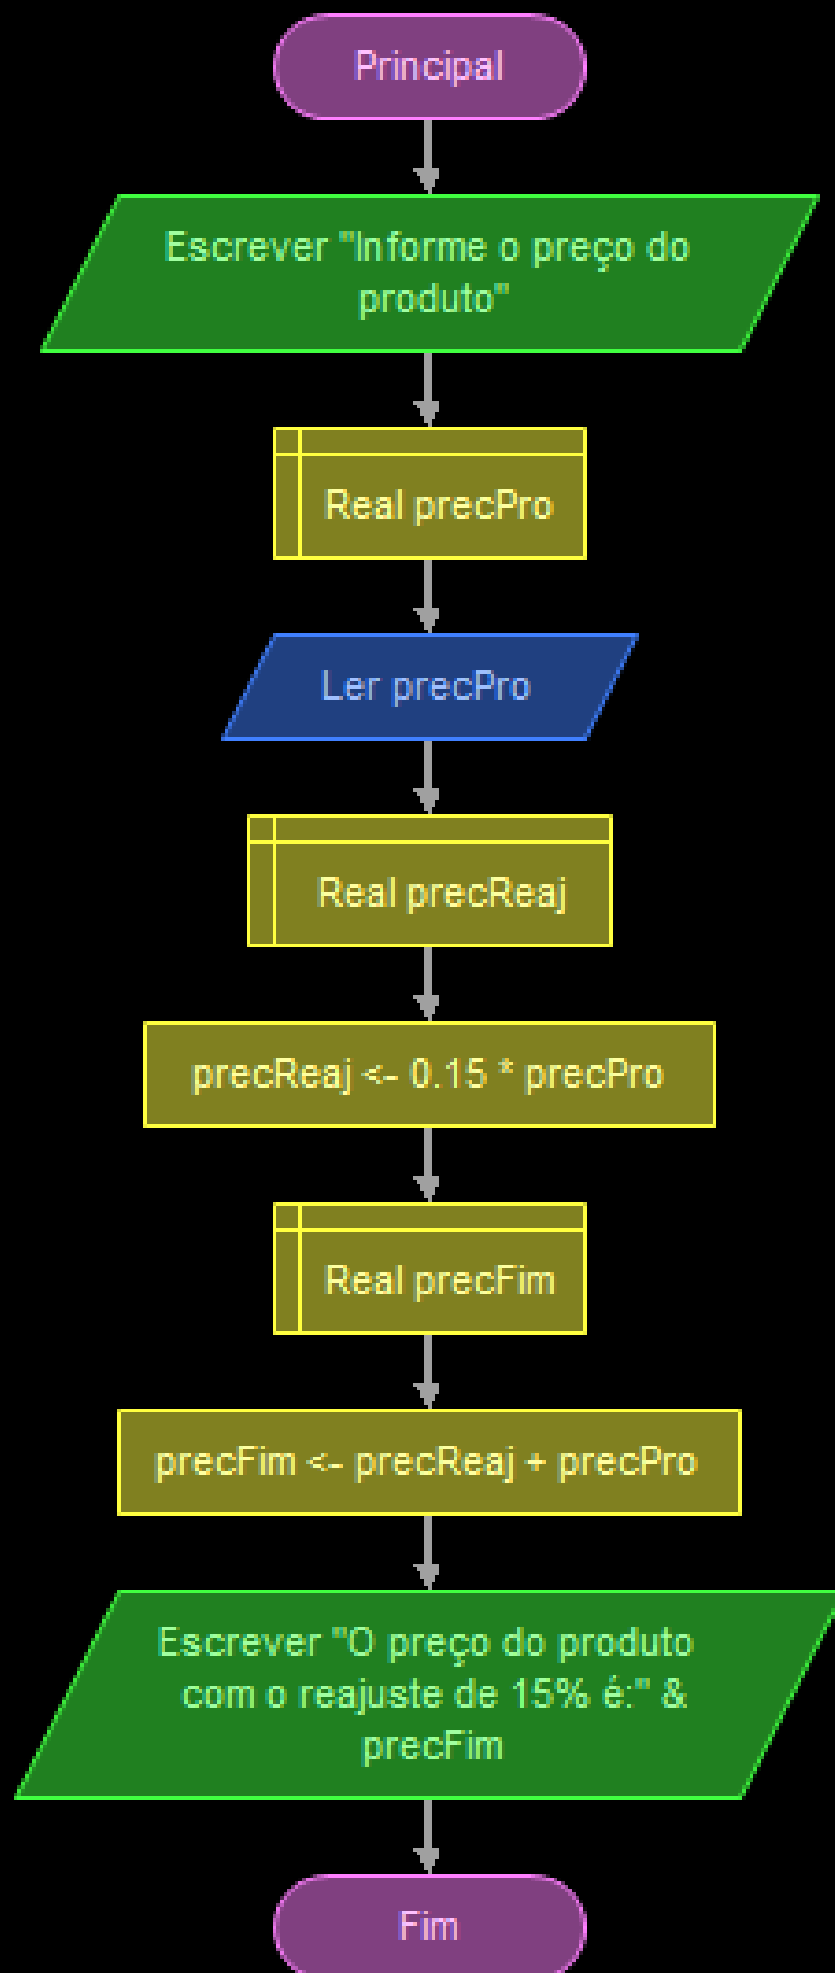 Principal
Escrever "Informe o preço do
produto"
Real precPro
Ler precPro
Real precReaj
precReaj <- 0.15 * precPro
Real precFim
precFim <- precReaj + precPro
Escrever "O preço do produto
com o reajuste de 15% é:" &
precFim
Fim